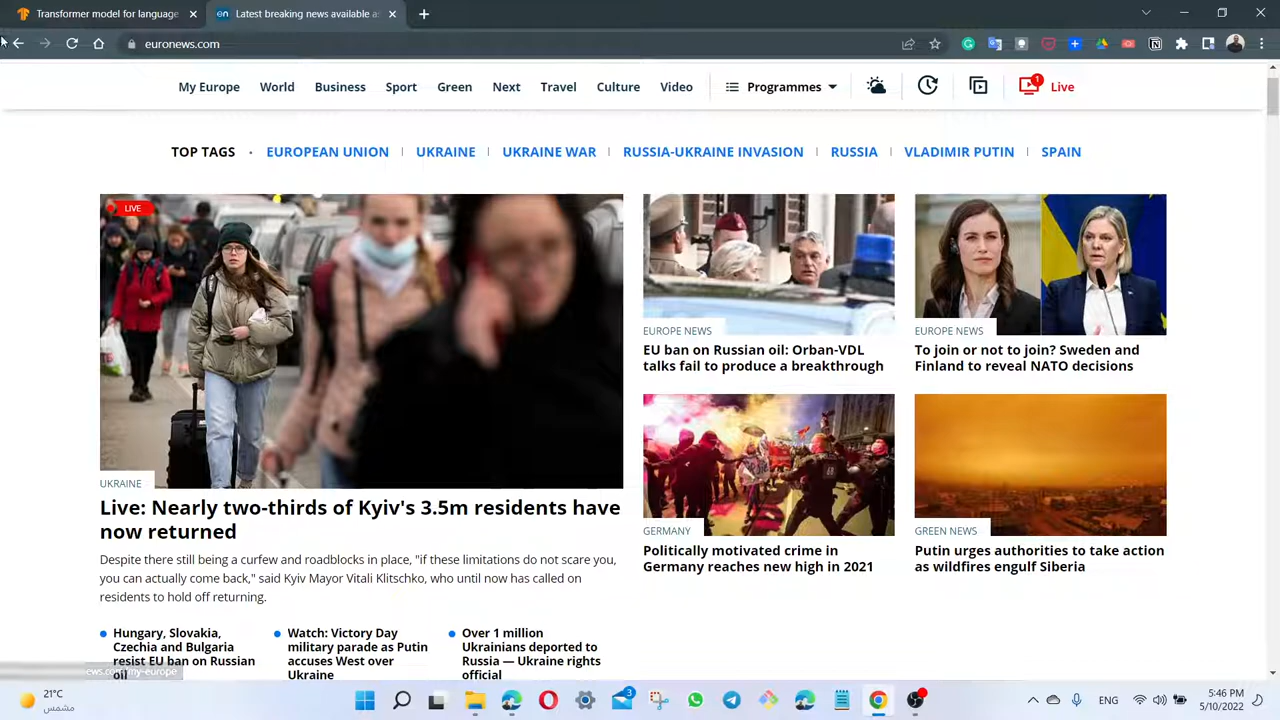 Transformer model for language
Latest breaking news available a
euronews.com
My Europe World Business Sport Green Next Travel Culture Video Programmes 1 Live
TOP TAGS • EUROPEAN UNION | UKRAINE | UKRAINE WAR | RUSSIA-UKRAINE INVASION | RUSSIA | VLADIMIR PUTIN | SPAIN
LIVE
UKRAINE
Live: Nearly two-thirds of Kyiv's 3.5m residents have
now returned
Despite there still being a curfew and roadblocks in place, "if these limitations do not scare you,
you can actually come back," said Kyiv Mayor Vitali Klitschko, who until now has called on
residents to hold off returning.
Hungary, Slovakia,
Czechia and Bulgaria
resist EU ban on Russian
oil
Watch: Victory Day
military parade as Putin
accuses West over
Ukraine
Over 1 million
Ukrainians deported to
Russia — Ukraine rights
official
EUROPE NEWS
EU ban on Russian oil: Orban-VDL
talks fail to produce a breakthrough
EUROPE NEWS
To join or not to join? Sweden and
Finland to reveal NATO decisions
GERMANY
Politically motivated crime in
Germany reaches new high in 2021
GREEN NEWS
Putin urges authorities to take action
as wildfires engulf Siberia
ews.com/my-europe
21°C
مشمس
3
ENG
5:46 PM
5/10/2022